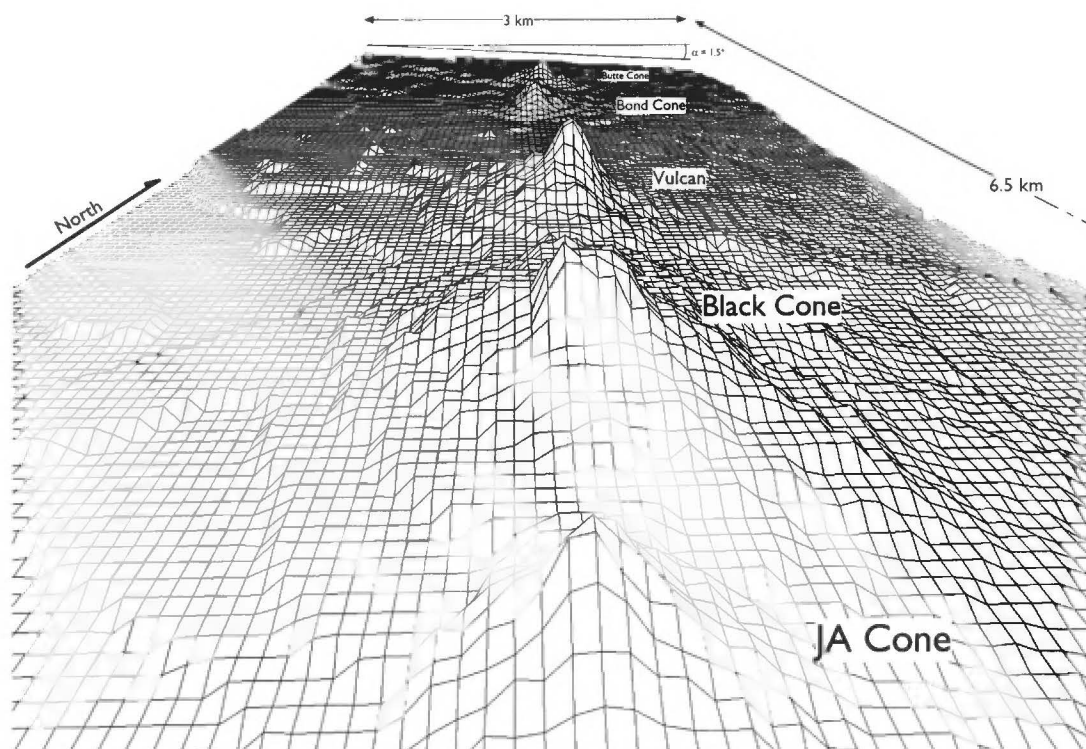 3 km
α = 1.5°
Butte Cone
Bond Cone
Vulcan
6.5 km
North
Black Cone
JA Cone